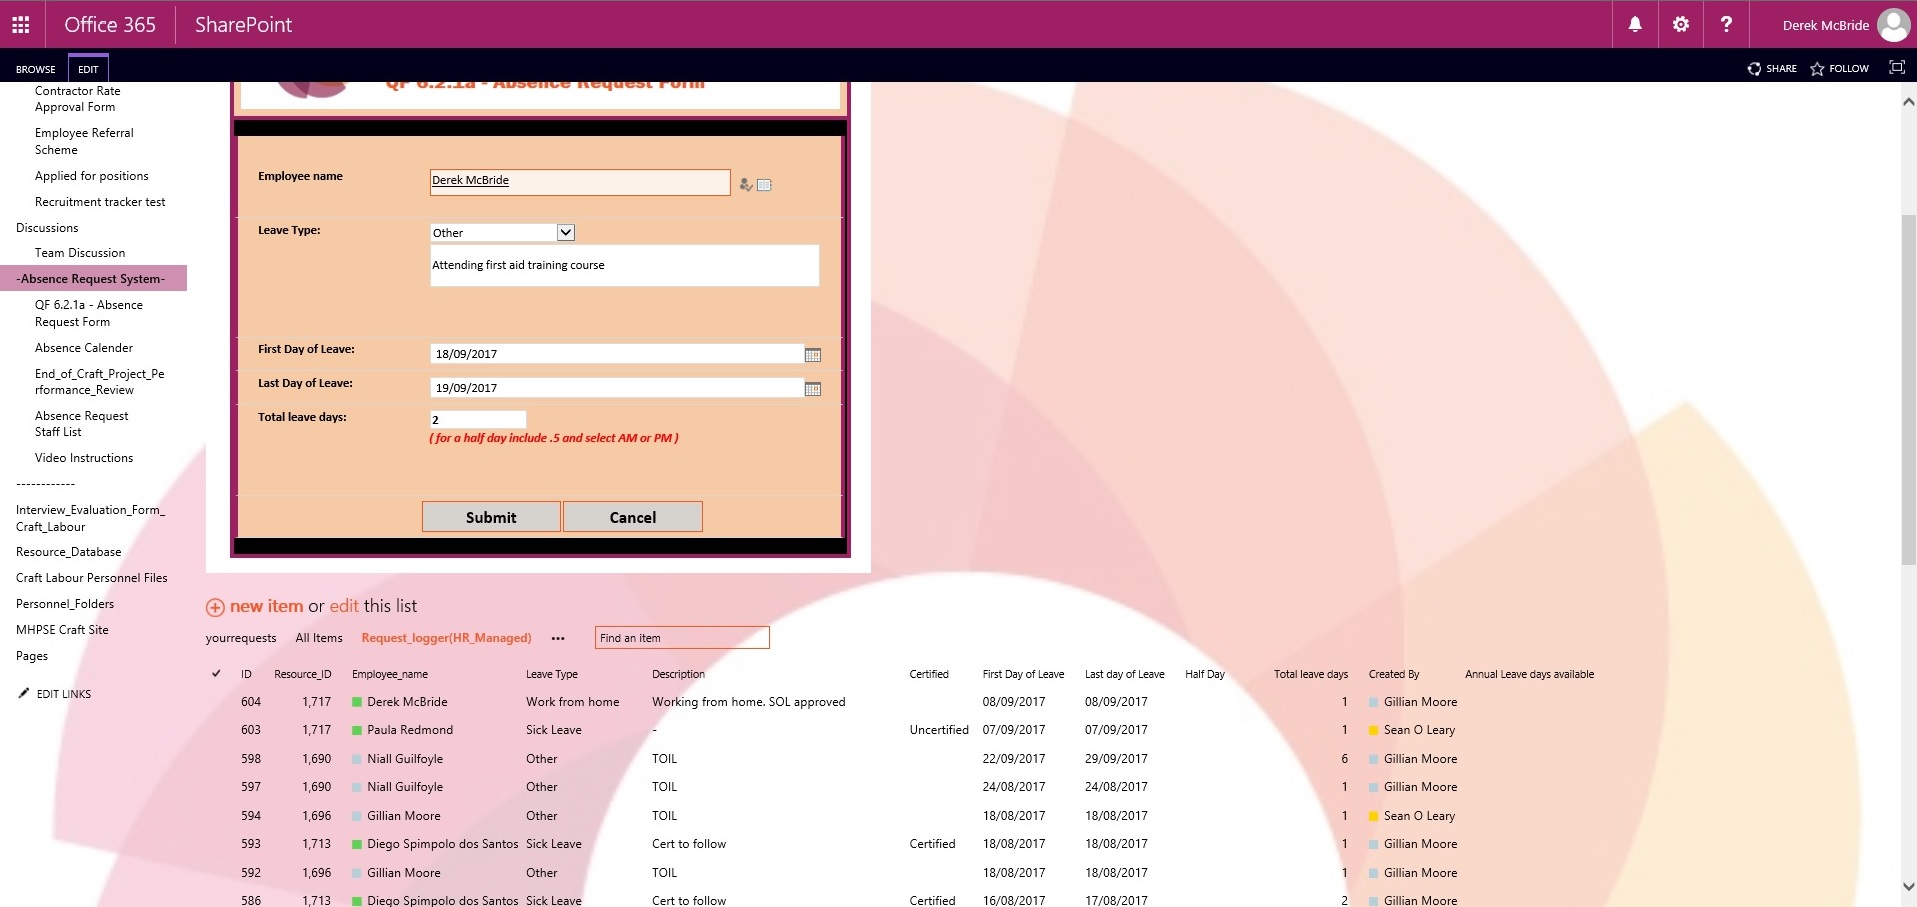 Office 365
SharePoint
?
Derek McBride
BROWSE
EDIT
SHARE
FOLLOW
Contractor Rate
Approval Form
Employee Referral
Scheme
Applied for positions
Recruitment tracker test
Discussions
Team Discussion
-Absence Request System-
QF 6.2.1a - Absence
Request Form
Absence Calender
End_of_Craft_Project_Pe
rformance_Review
Absence Request
Staff List
Video Instructions
------------
Interview_Evaluation_Form_
Craft_Labour
Resource_Database
Craft Labour Personnel Files
Personnel_Folders
MHPSE Craft Site
Pages
EDIT LINKS
QF 6.2.1a - Absence Request Form
Employee name
Derek McBride
Leave Type:
Other
Attending first aid training course
First Day of Leave:
18/09/2017
Last Day of Leave:
19/09/2017
Total leave days:
2
( for a half day include .5 and select AM or PM )
Submit
Cancel
new item or edit this list
yourrequests All Items Request_logger(HR_Managed) ••• Find an item
ID Resource_ID Employee_name Leave Type Description Certified First Day of Leave Last day of Leave Half Day Total leave days Created By Annual Leave days available
604 1,717 Derek McBride Work from home Working from home. SOL approved 08/09/2017 08/09/2017 1 Gillian Moore
603 1,717 Paula Redmond Sick Leave - Uncertified 07/09/2017 07/09/2017 1 Sean O Leary
598 1,690 Niall Guilfoyle Other TOIL 22/09/2017 29/09/2017 6 Gillian Moore
597 1,690 Niall Guilfoyle Other TOIL 24/08/2017 24/08/2017 1 Gillian Moore
594 1,696 Gillian Moore Other TOIL 18/08/2017 18/08/2017 1 Sean O Leary
593 1,713 Diego Spimpolo dos Santos Sick Leave Cert to follow Certified 18/08/2017 18/08/2017 1 Gillian Moore
592 1,696 Gillian Moore Other TOIL 18/08/2017 18/08/2017 1 Gillian Moore
586 1,713 Diego Spimpolo dos Santos Sick Leave Cert to follow Certified 16/08/2017 17/08/2017 2 Gillian Moore